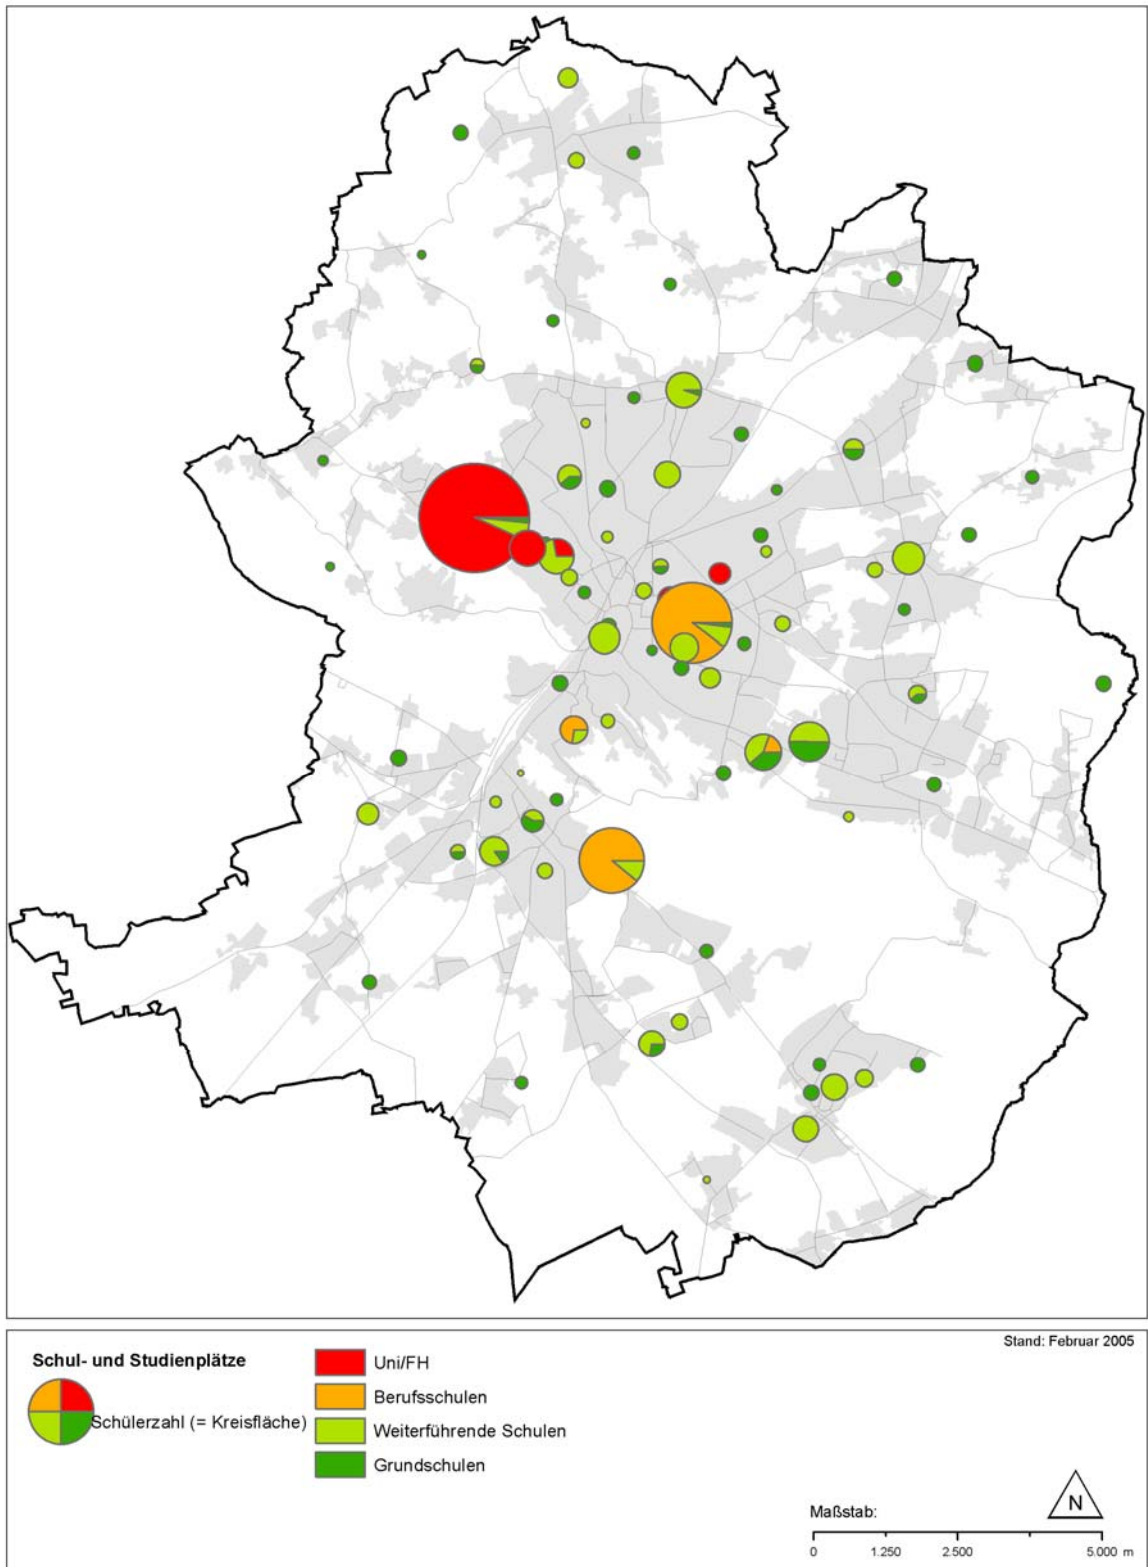 Stand: Februar 2005
Schul- und Studienplätze
Schülerzahl (= Kreisfläche)
Uni/FH
Berufsschulen
Weiterführende Schulen
Grundschulen
N
Maßstab:
0 1.250 2.500 5.000 m